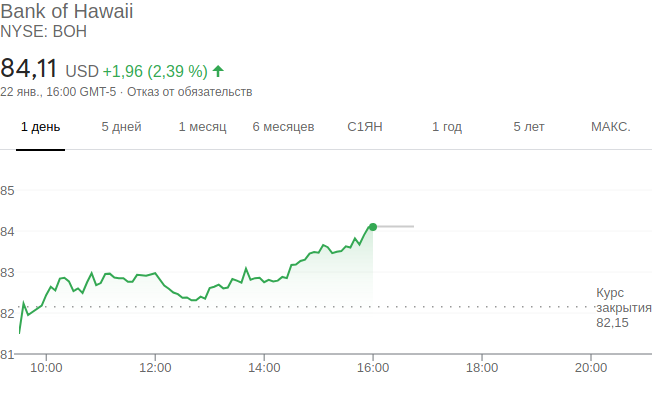 Bank of Hawaii
NYSE: BOH
84,11 USD +1,96 (2,39 %)
22 янв., 16:00 GMT-5 · Отказ от обязательств
1 день 5 дней 1 месяц 6 месяцев С1ЯН 1 год 5 лет МАКС.
85
84
83
82
81
Курс
закрытия
82,15
10:00 12:00 14:00 16:00 18:00 20:00